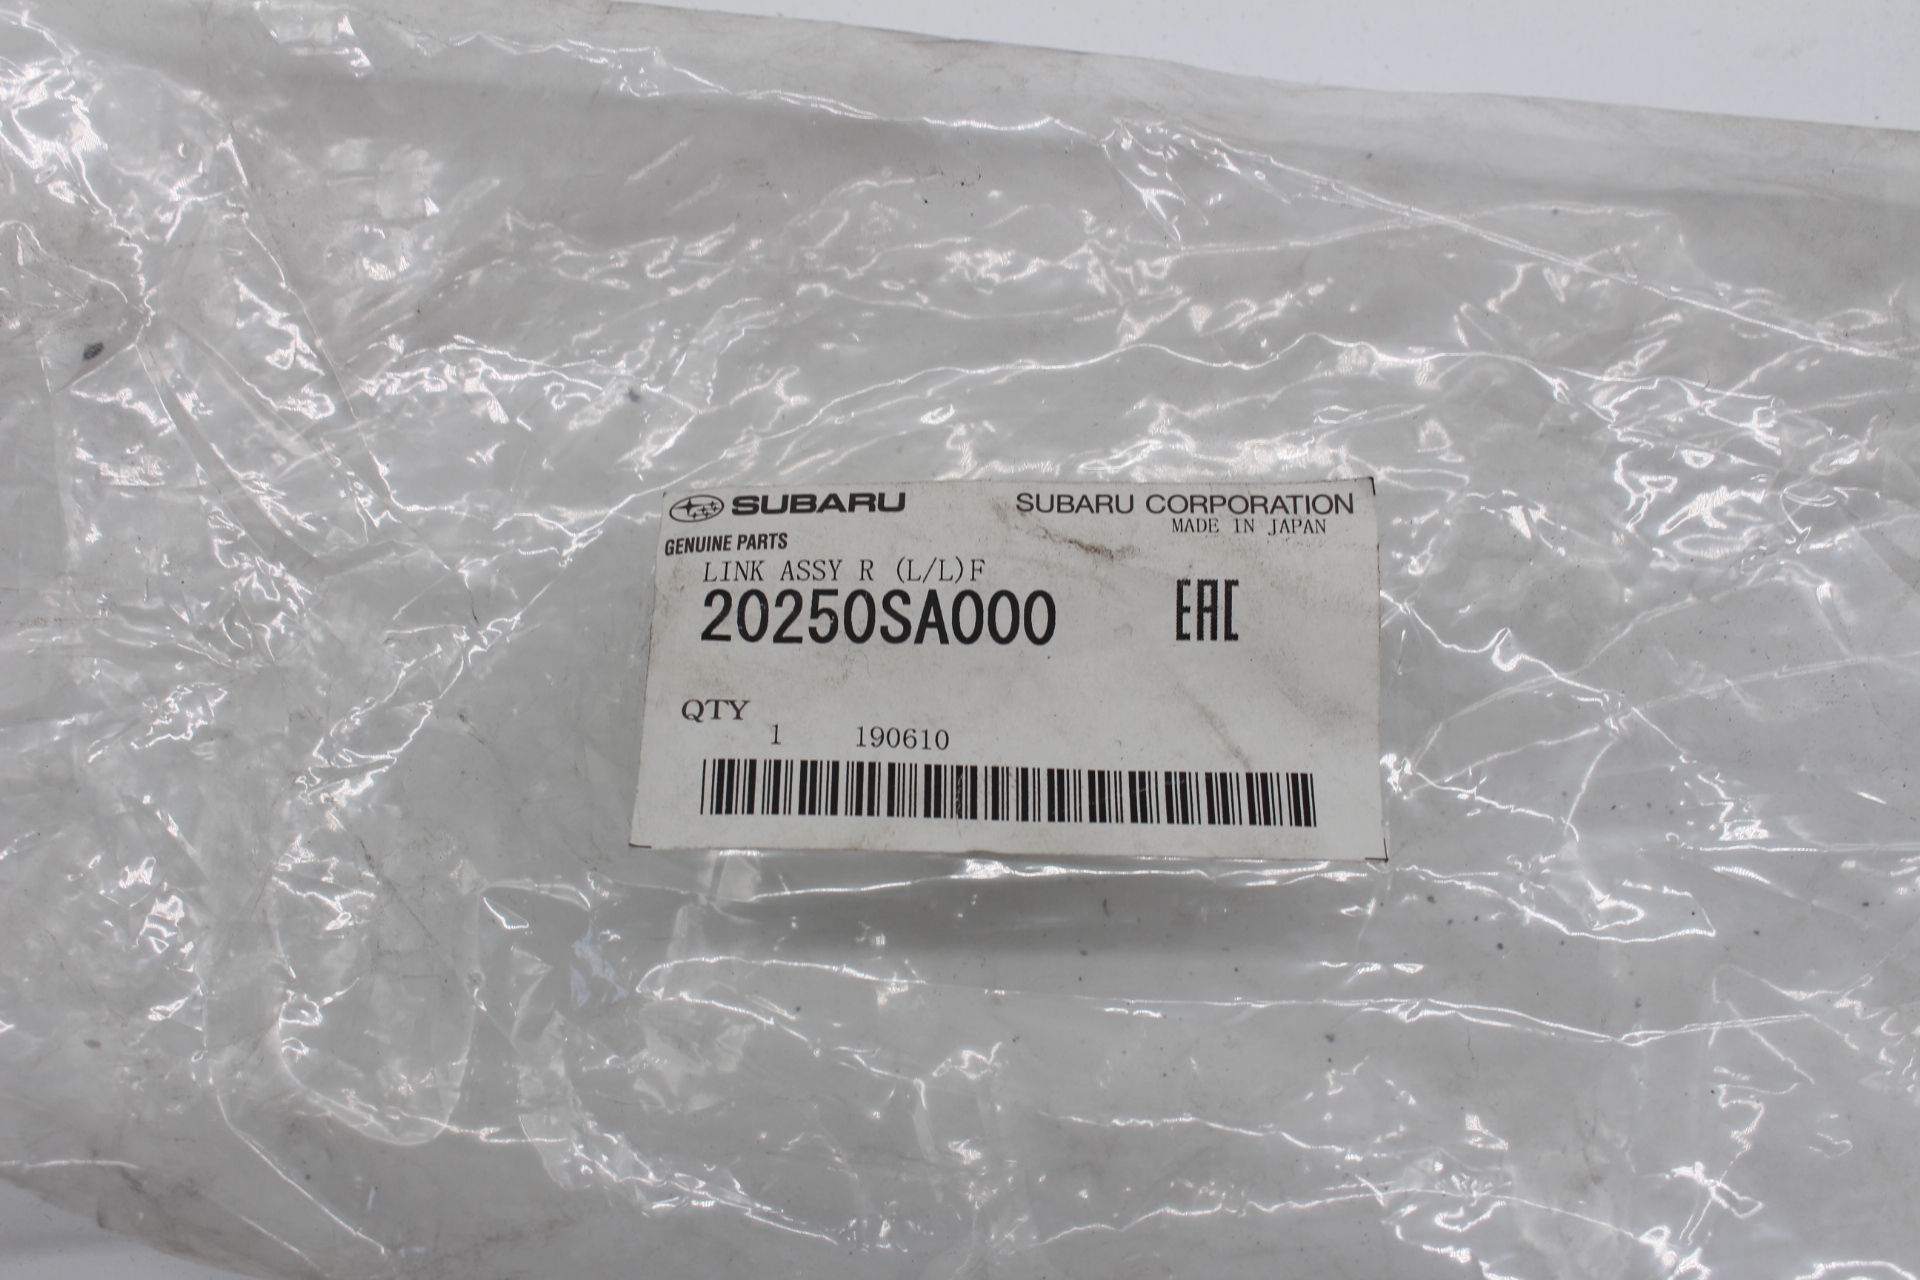 SUBARU SUBARU CORPORATION
MADE IN JAPAN
GENUINE PARTS
LINK ASSY R (L/L)F
20250SA000 EAC
QTY
1 190610